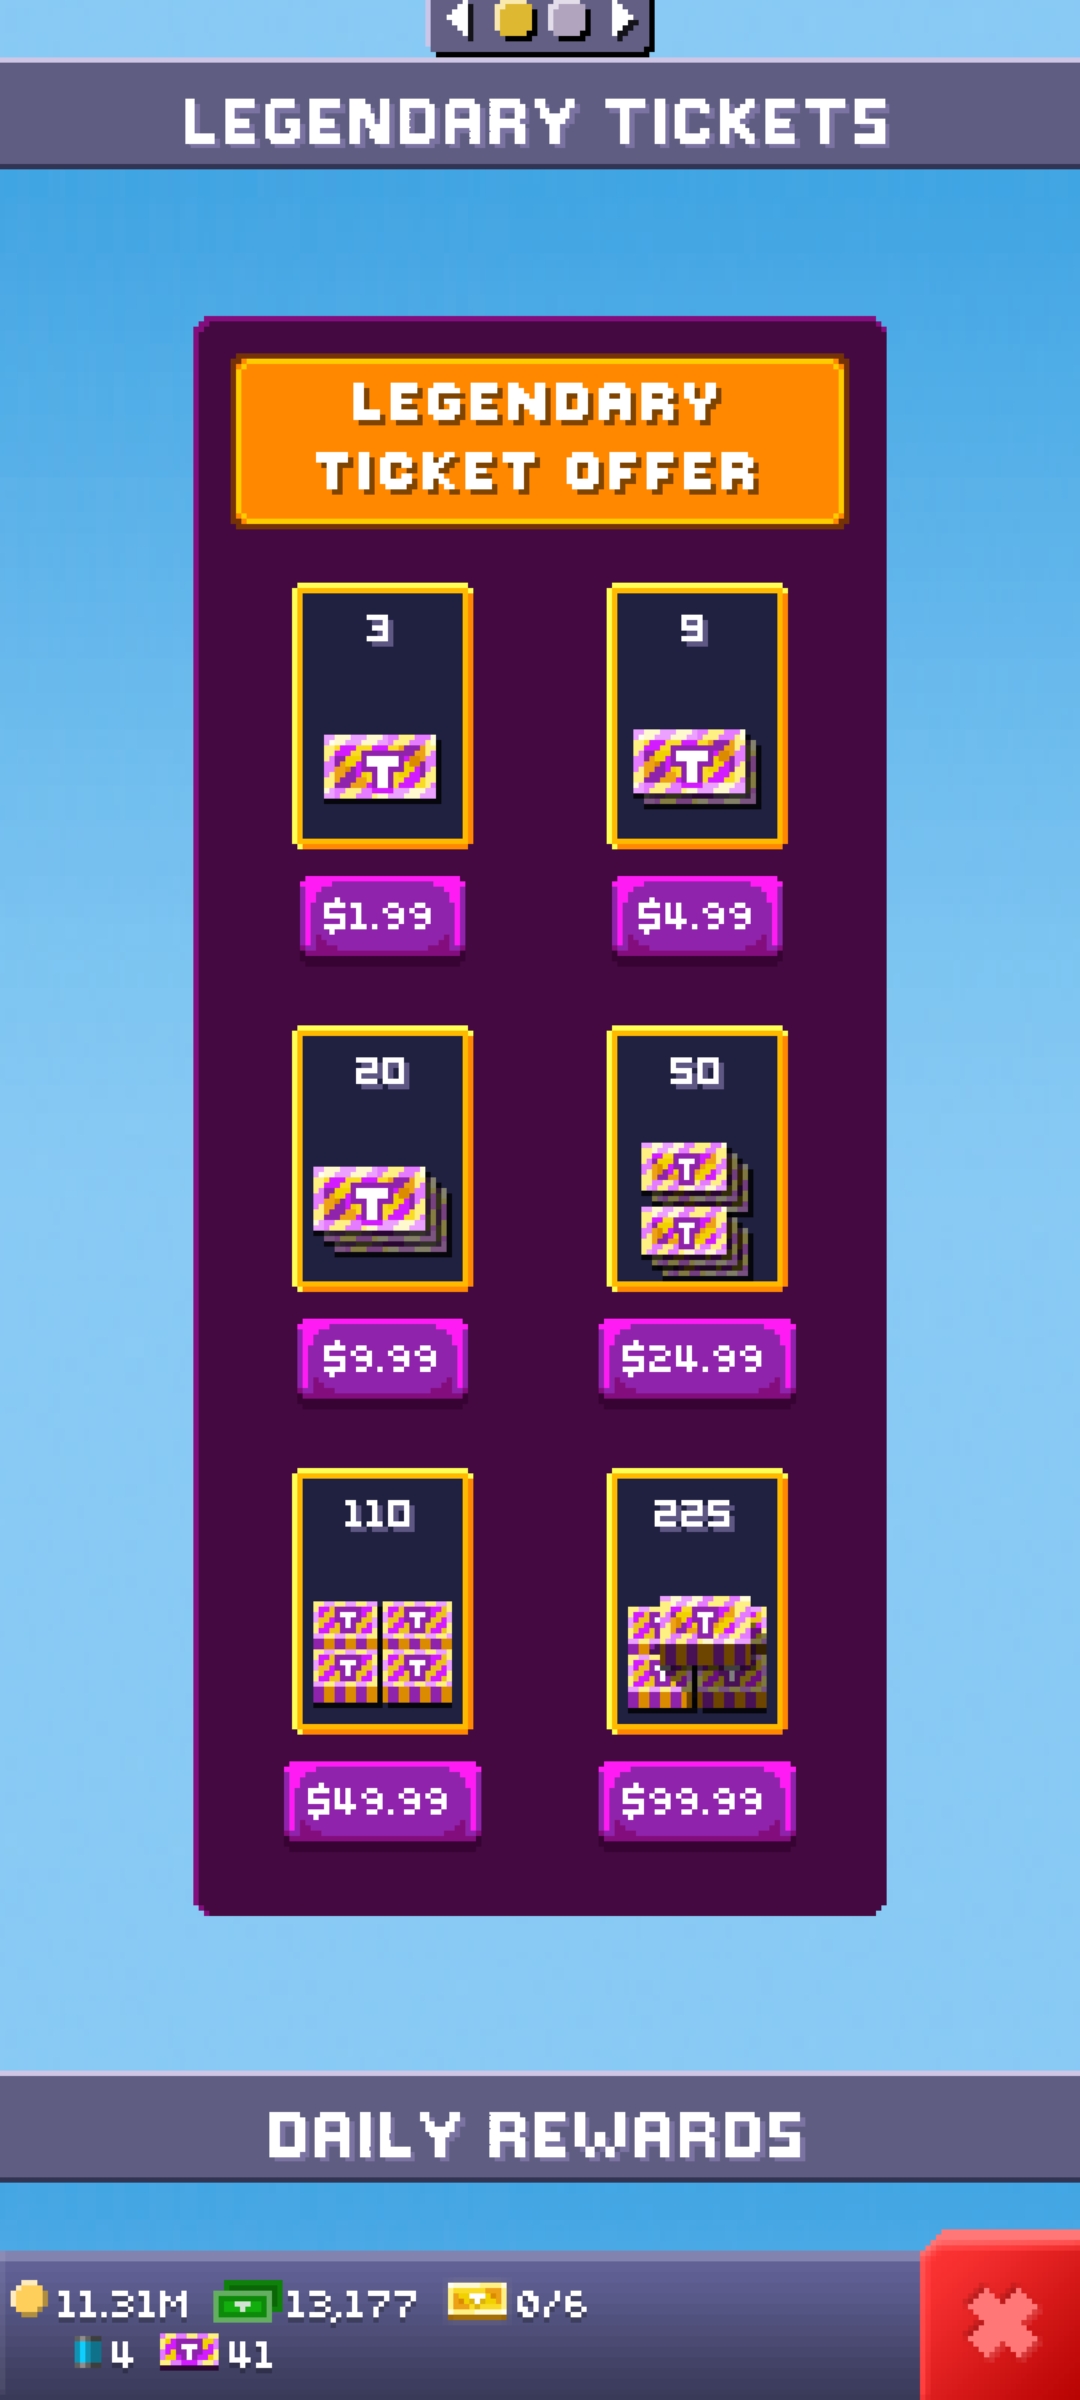 LEGENDARY TICKETS
LEGENDARY
TICKET OFFER
3
9
T
T
$1.99
$4.99
20
50
T
T
T
$9.99
$24.99
110
225
T
T
T
T
T
$49.99
$99.99
DAILY REWARDS
11.31M 13,177 0/6
4 T 41